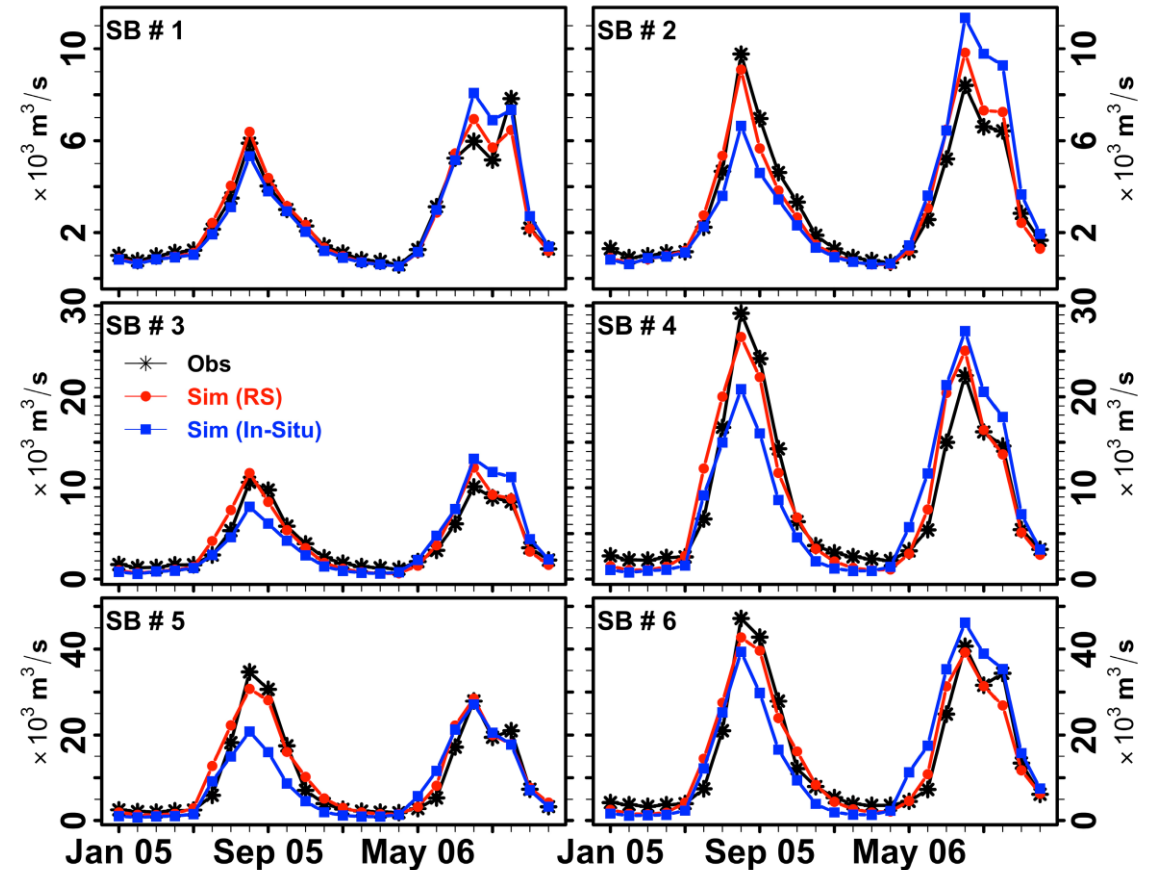 SB # 1
SB # 2
10
6
2
× 10³ m³/s
10
6
2
× 10³ m³/s
SB # 3
SB # 4
Obs
Sim (RS)
Sim (In-Situ)
30
20
10
0
× 10³ m³/s
30
20
10
0
× 10³ m³/s
SB # 5
SB # 6
40
20
0
× 10³ m³/s
40
20
0
× 10³ m³/s
Jan 05 Sep 05 May 06
Jan 05 Sep 05 May 06